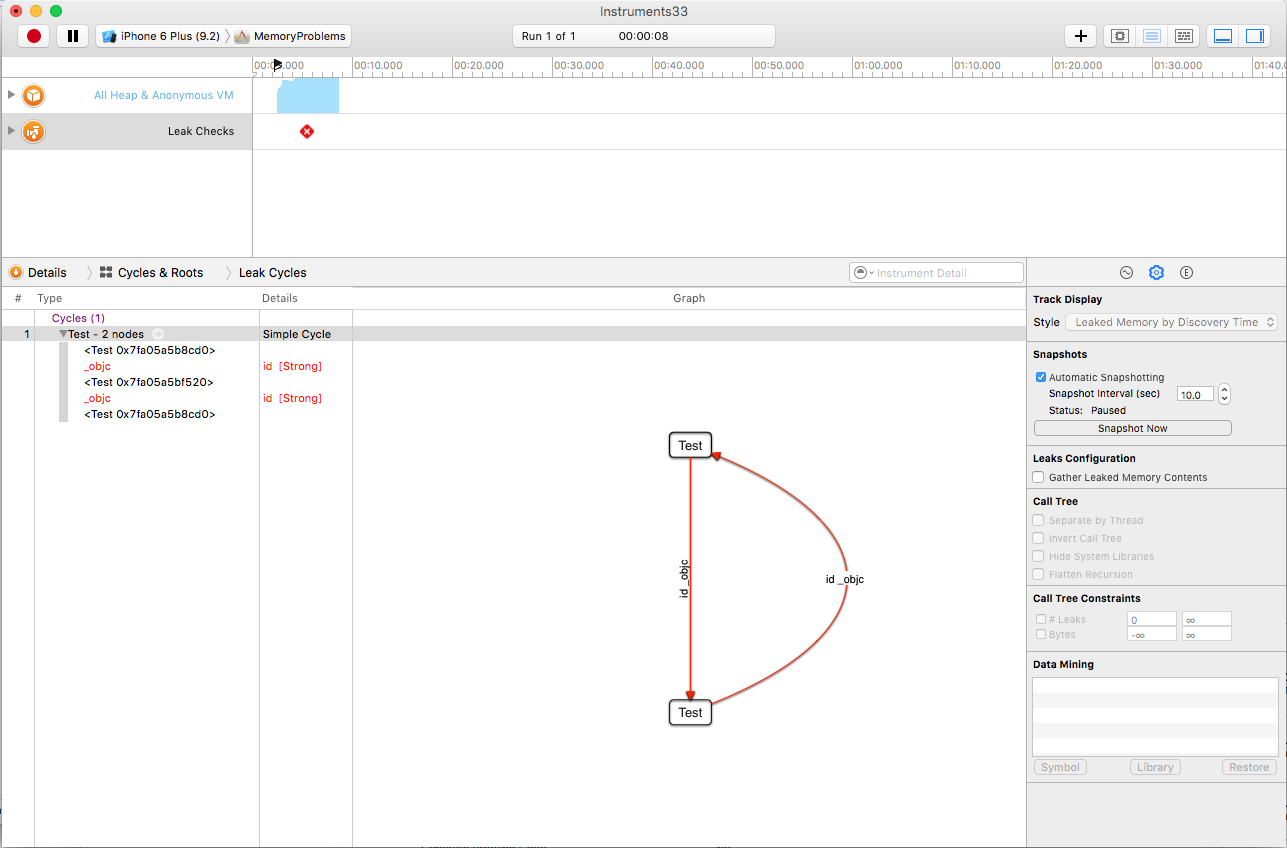 Instruments33
iPhone 6 Plus (9.2) MemoryProblems
Run 1 of 1 00:00:08
00:10.000 00:20.000 00:30.000 00:40.000 00:50.000 01:00.000 01:10.000 01:20.000 01:30.000 01:40.
All Heap & Anonymous VM
Leak Checks
Details Cycles & Roots Leak Cycles
Instrument Detail
E
# Type Details Graph
Cycles (1)
1 Test - 2 nodes Simple Cycle
<Test 0x7fa05a5b8cd0>
_objc id [Strong]
<Test 0x7fa05a5bf520>
_objc id [Strong]
<Test 0x7fa05a5b8cd0>
Test
id _objc
id _objc
Test
Track Display
Style Leaked Memory by Discovery Time
Snapshots
Automatic Snapshotting
Snapshot Interval (sec) 10.0
Status: Paused
Snapshot Now
Leaks Configuration
Gather Leaked Memory Contents
Call Tree
Separate by Thread
Invert Call Tree
Hide System Libraries
Flatten Recursion
Call Tree Constraints
# Leaks 0 ∞
Bytes -∞ ∞
Data Mining
Symbol Library Restore